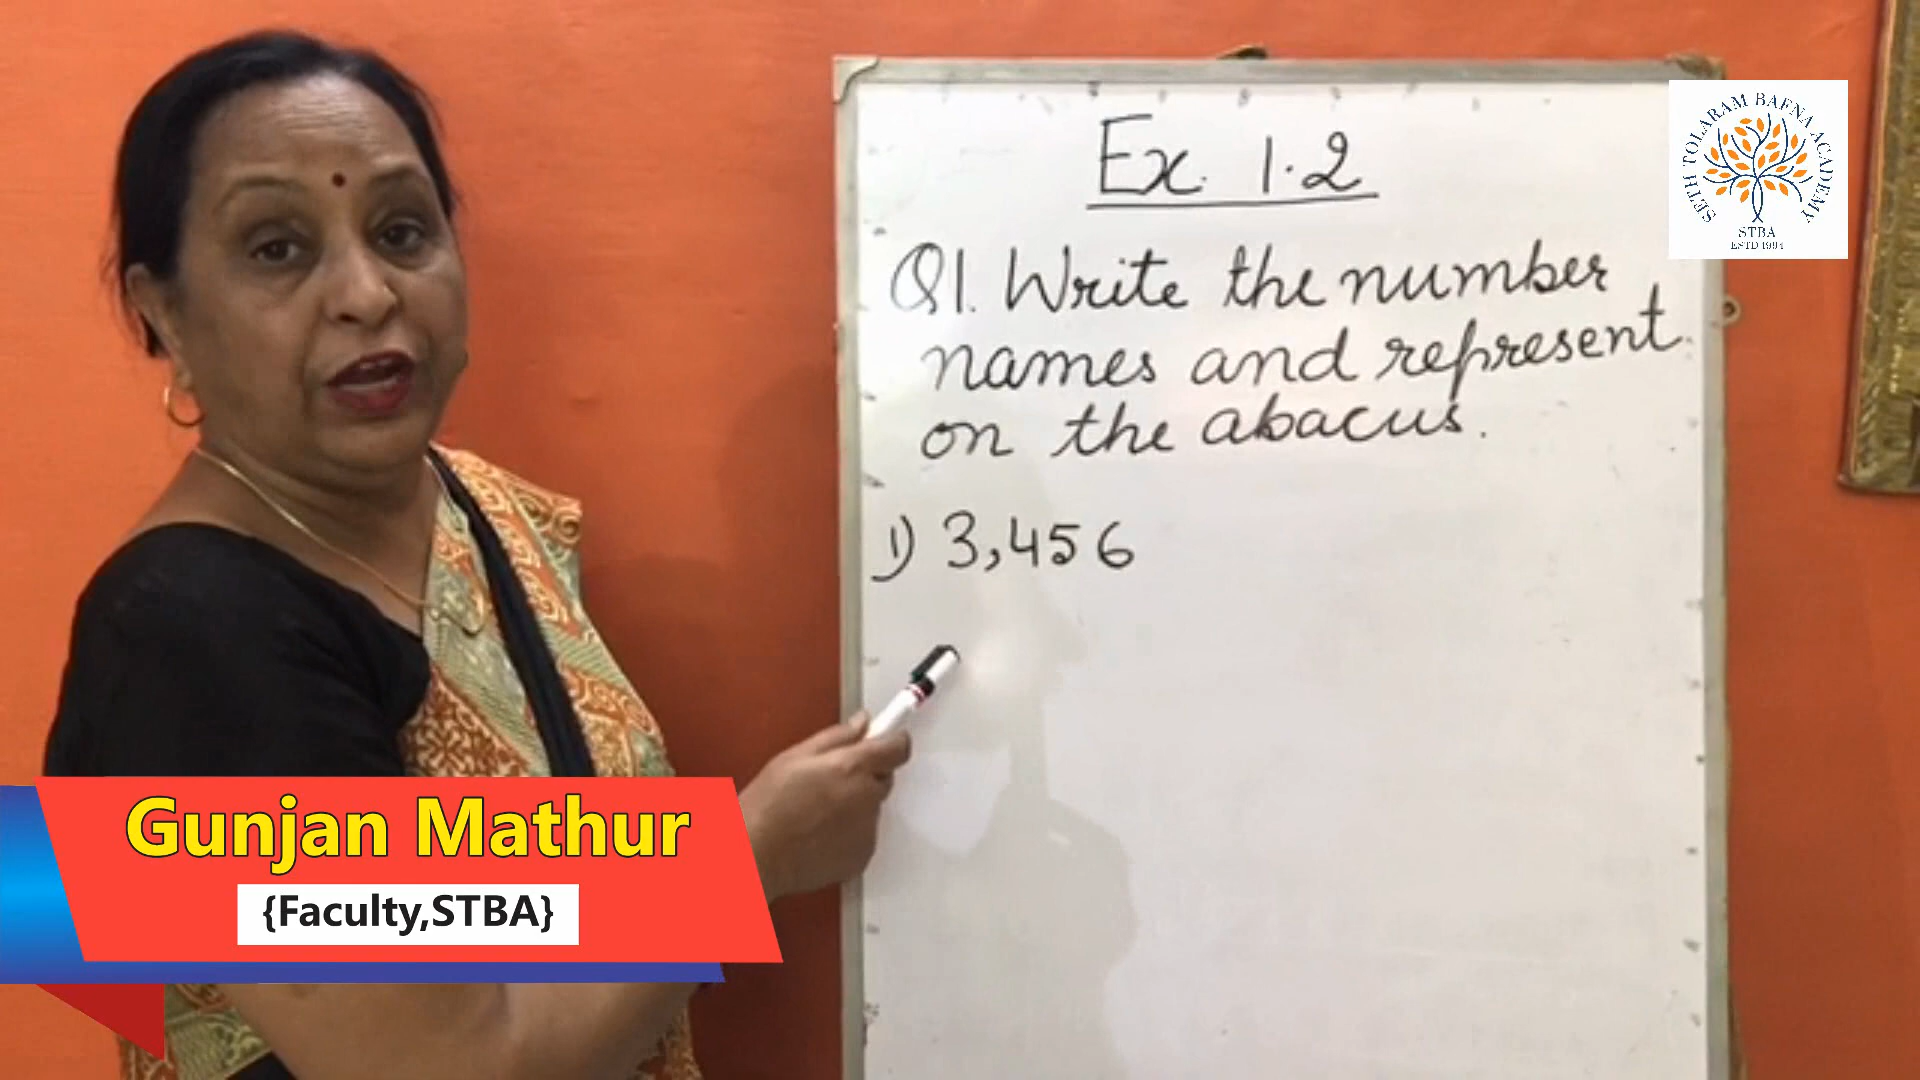 Ex. 1.2
Q1. Write the number
names and represent
on the abacus.
1) 3,456
SETH TOLARAM BAFNA ACADEMY
STBA
ESTD 1994
Gunjan Mathur
{Faculty,STBA}